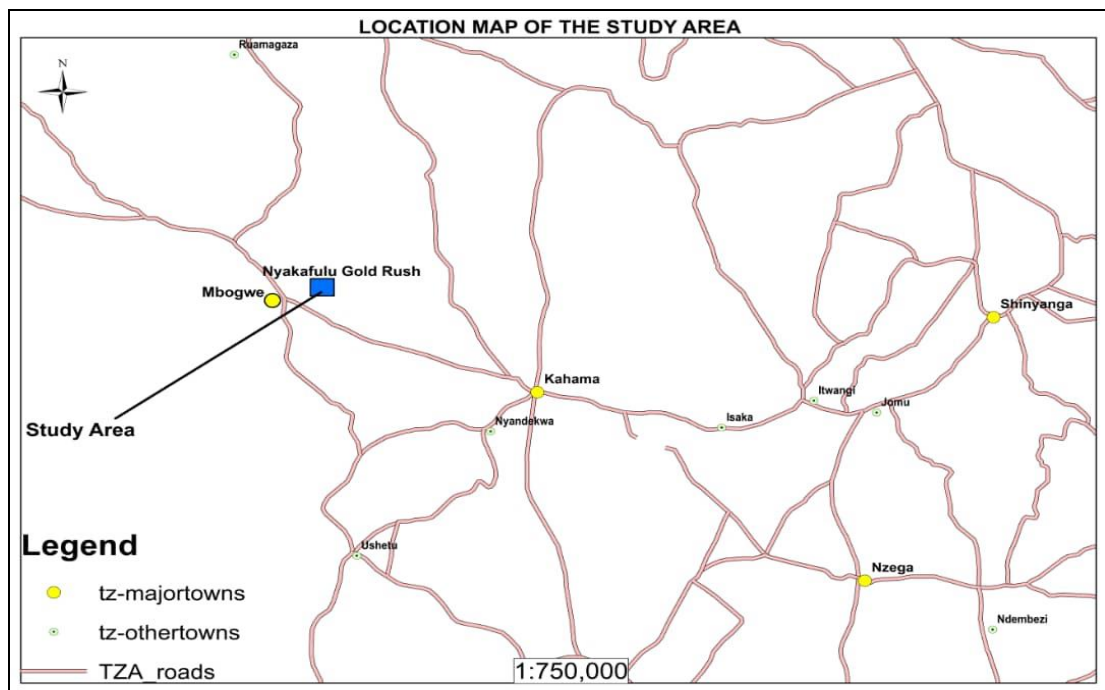 LOCATION MAP OF THE STUDY AREA
Ruamagaza
N
Nyakafulu Gold Rush
Mbogwe
Shinyanga
Kahama
Itwangi
Jomu
Isaka
Nyandekwa
Study Area
Legend
Ushetu
Nzega
tz-majortowns
tz-othertowns
Ndembezi
TZA_roads
1:750,000